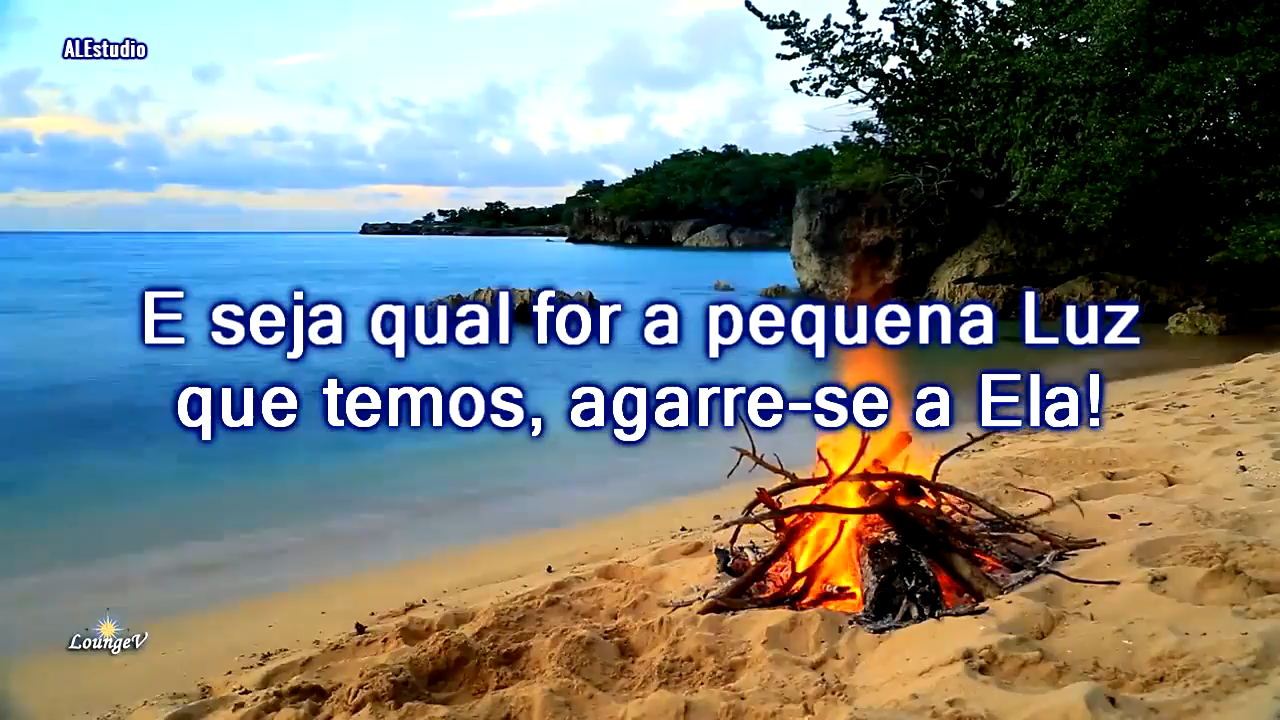 ALEstudio
E seja qual for a pequena Luz
que temos, agarre-se a Ela!
LoungeV